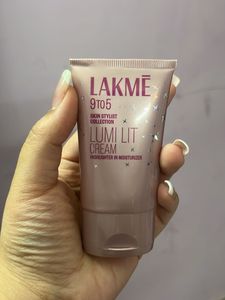 LAKMĒ
9TO5
SKIN STYLIST
COLLECTION
LUMI LIT
CREAM
HIGHLIGHTER IN MOISTURIZER